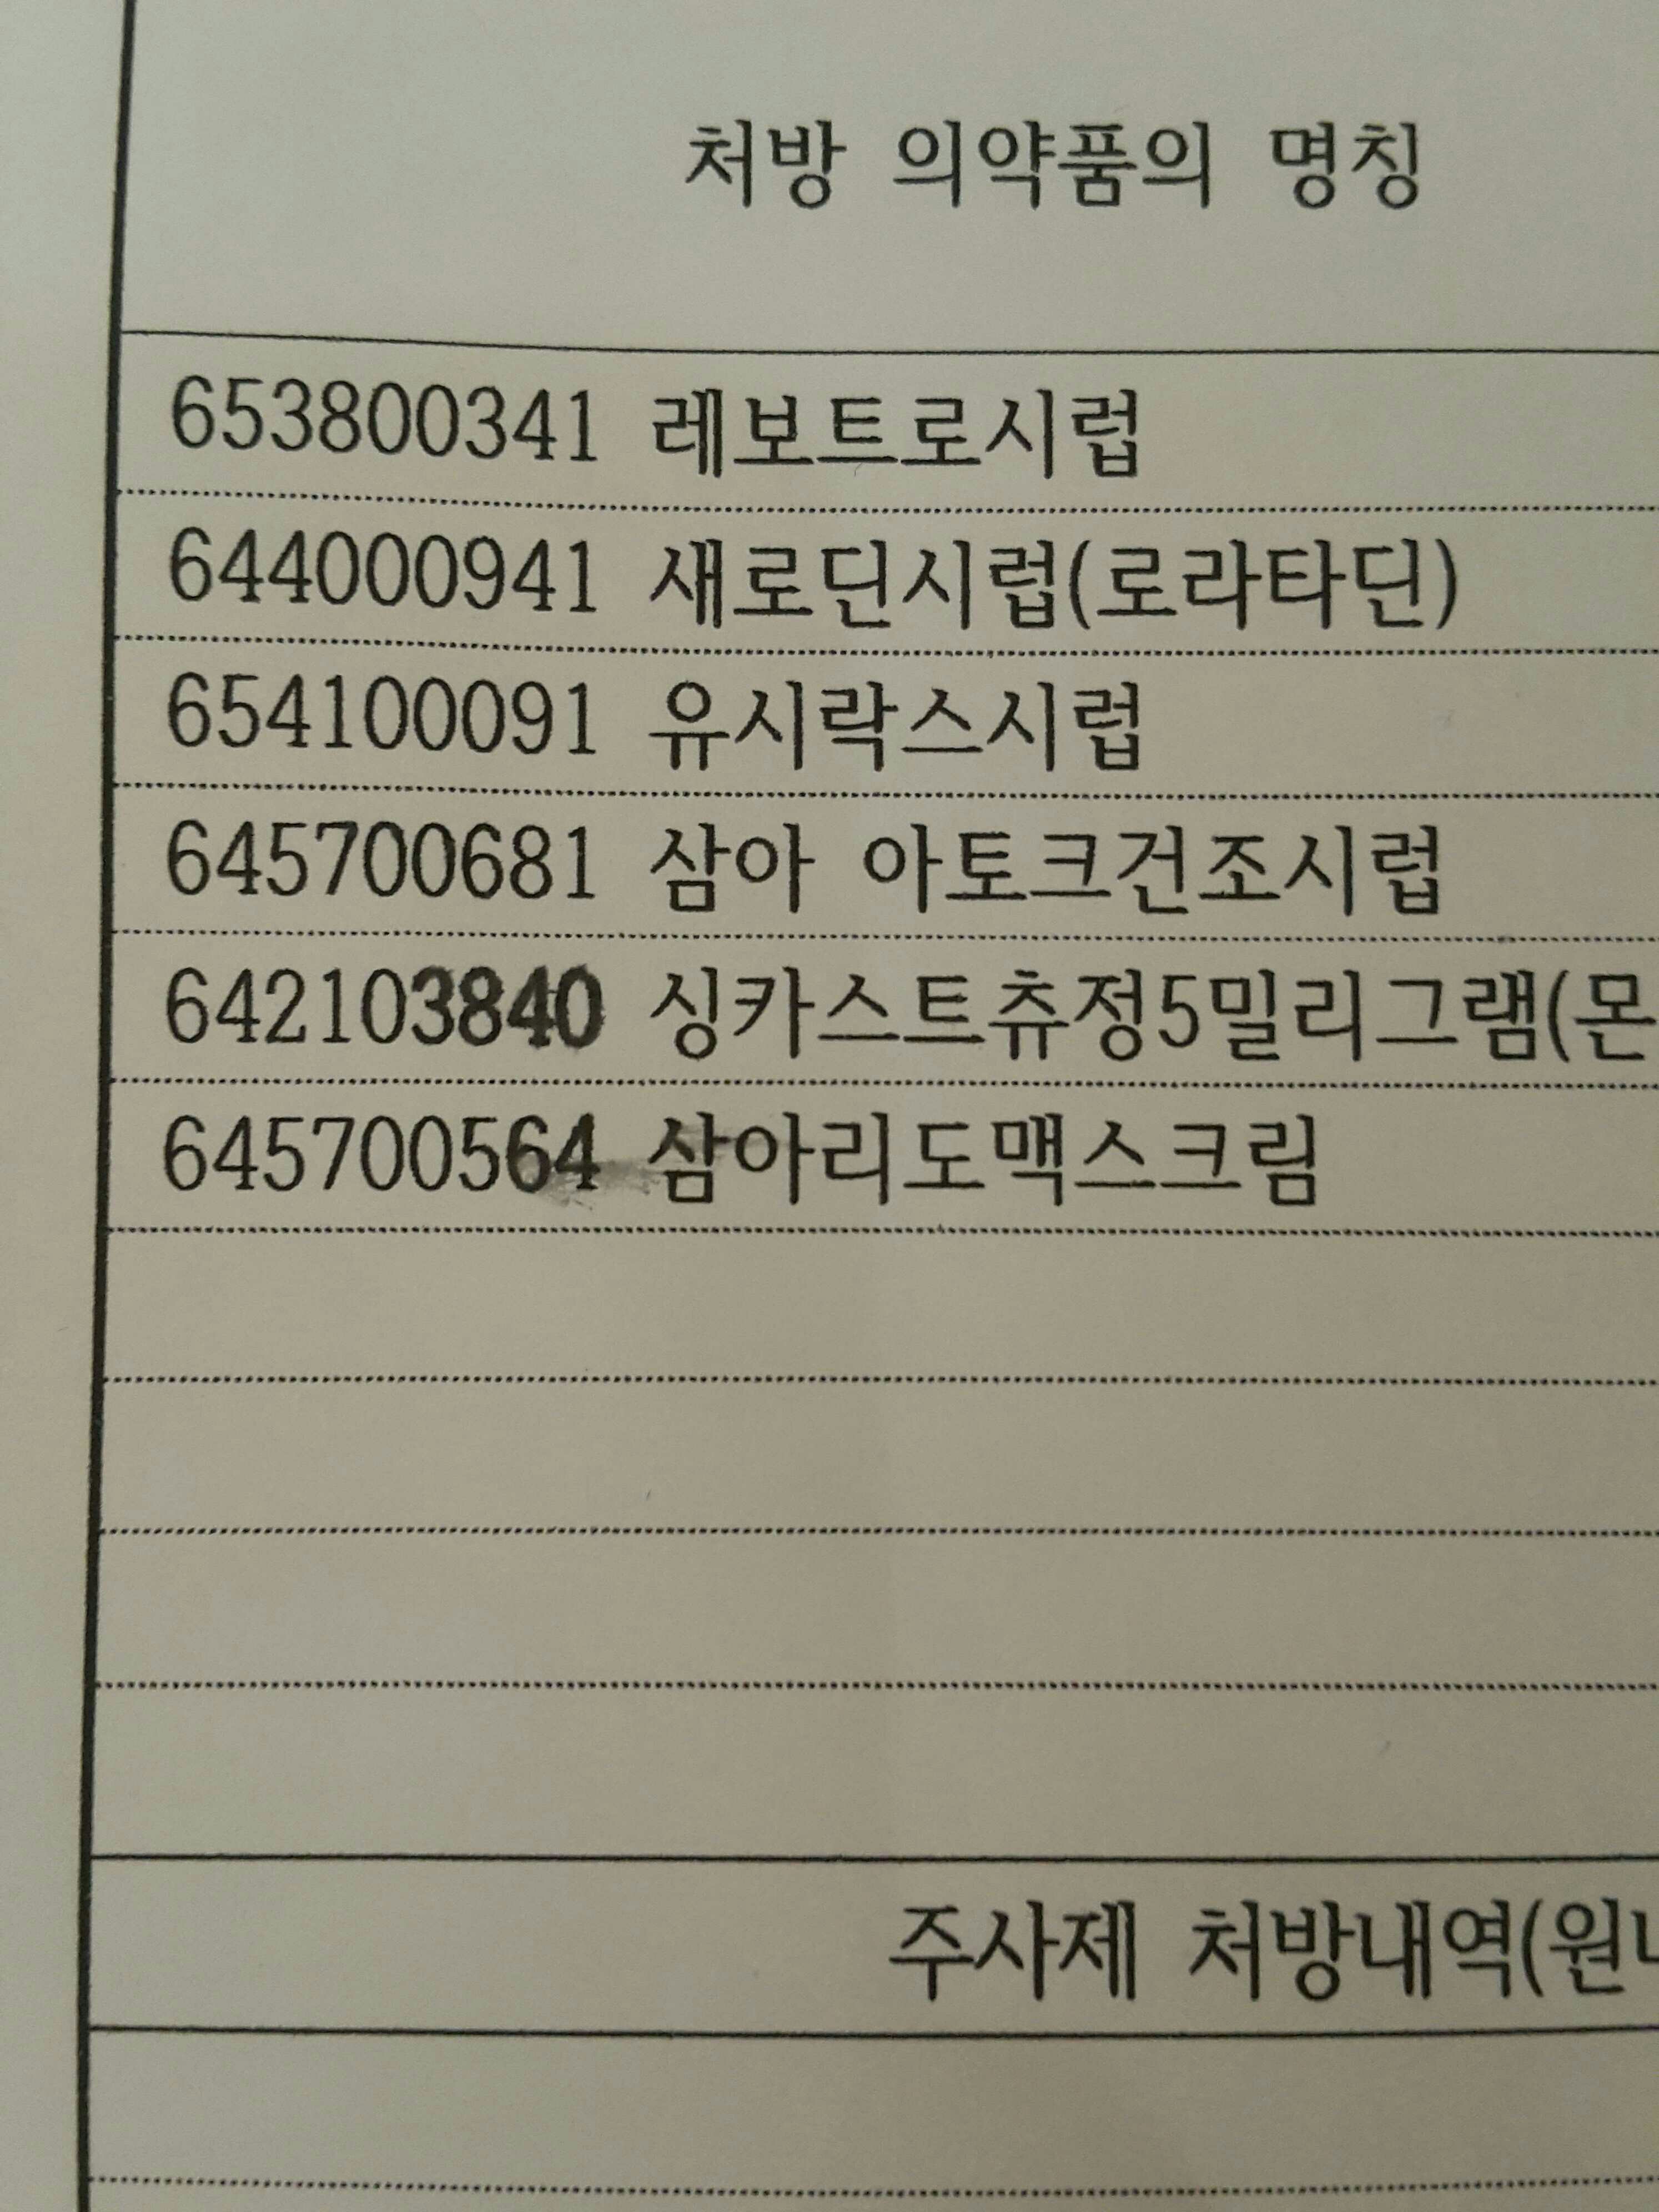 처방 의약품의 명칭
653800341 레보트로시럽
644000941 새로딘시럽(로라타딘)
654100091 유시락스시럽
645700681 삼아 아토크건조시럽
642103840 싱카스트츄정5밀리그램(몬
645700564 삼아리도맥스크림
주사제 처방내역(원내